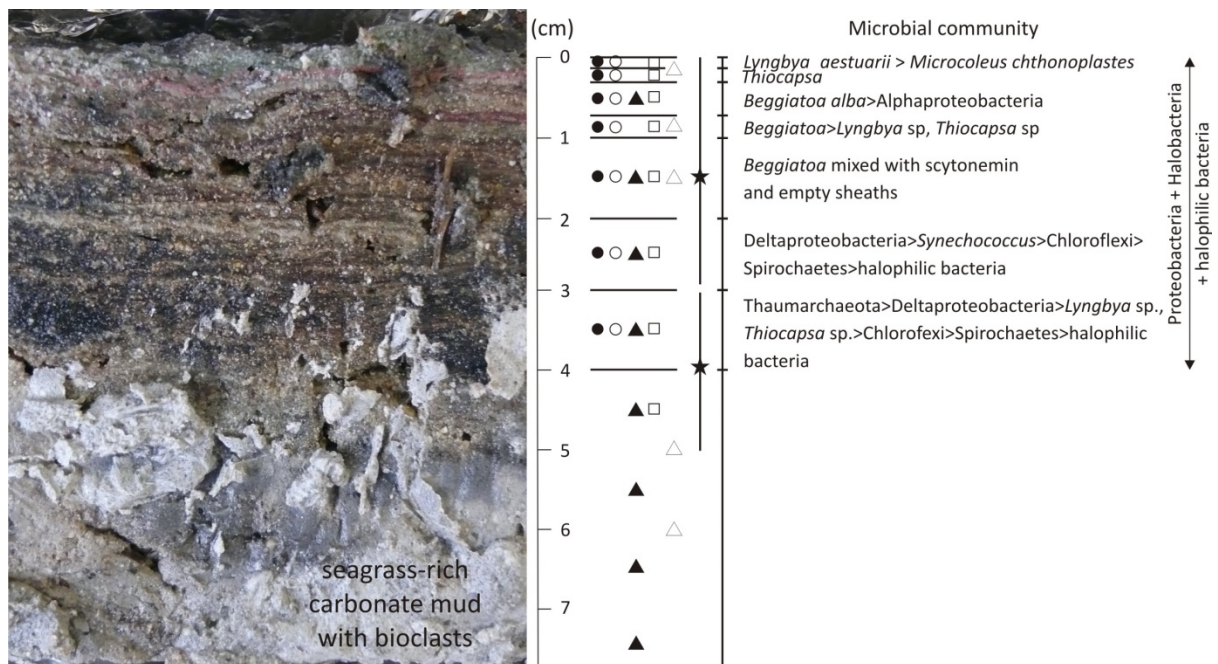 (cm)
Microbial community
0
Lyngbya aestuarii > Microcoleus chthonoplastes
Thiocapsa
Beggiatoa alba>Alphaproteobacteria
Beggiatoa>Lyngbya sp, Thiocapsa sp
1
Beggiatoa mixed with scytonemin
and empty sheaths
2
Deltaproteobacteria>Synechococcus>Chloroflexi>
Spirochaetes>halophilic bacteria
3
Thaumarchaeota>Deltaproteobacteria>Lyngbya sp.,
Thiocapsa sp.>Chlorofexi>Spirochaetes>halophilic
bacteria
4
5
6
7
Proteobacteria + Halobacteria
+ halophilic bacteria
seagrass-rich
carbonate mud
with bioclasts